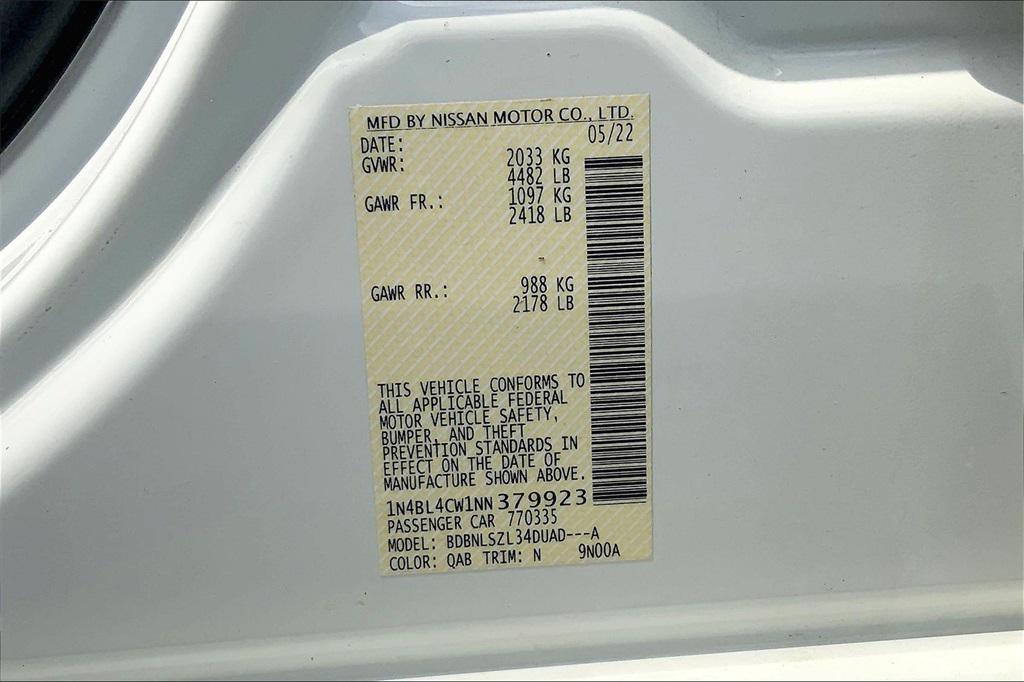 MFD BY NISSAN MOTOR CO., LTD.
DATE: 05/22
GVWR: 2033 KG
4482 LB
GAWR FR.: 1097 KG
2418 LB
GAWR RR.: 988 KG
2178 LB
THIS VEHICLE CONFORMS TO
ALL APPLICABLE FEDERAL
MOTOR VEHICLE SAFETY,
BUMPER, AND THEFT
PREVENTION STANDARDS IN
EFFECT ON THE DATE OF
MANUFACTURE SHOWN ABOVE.
1N4BL4CW1NN379923
PASSENGER CAR 770335
MODEL: BDBNLSZL34DUAD---A
COLOR: QAB TRIM: N 9N00A